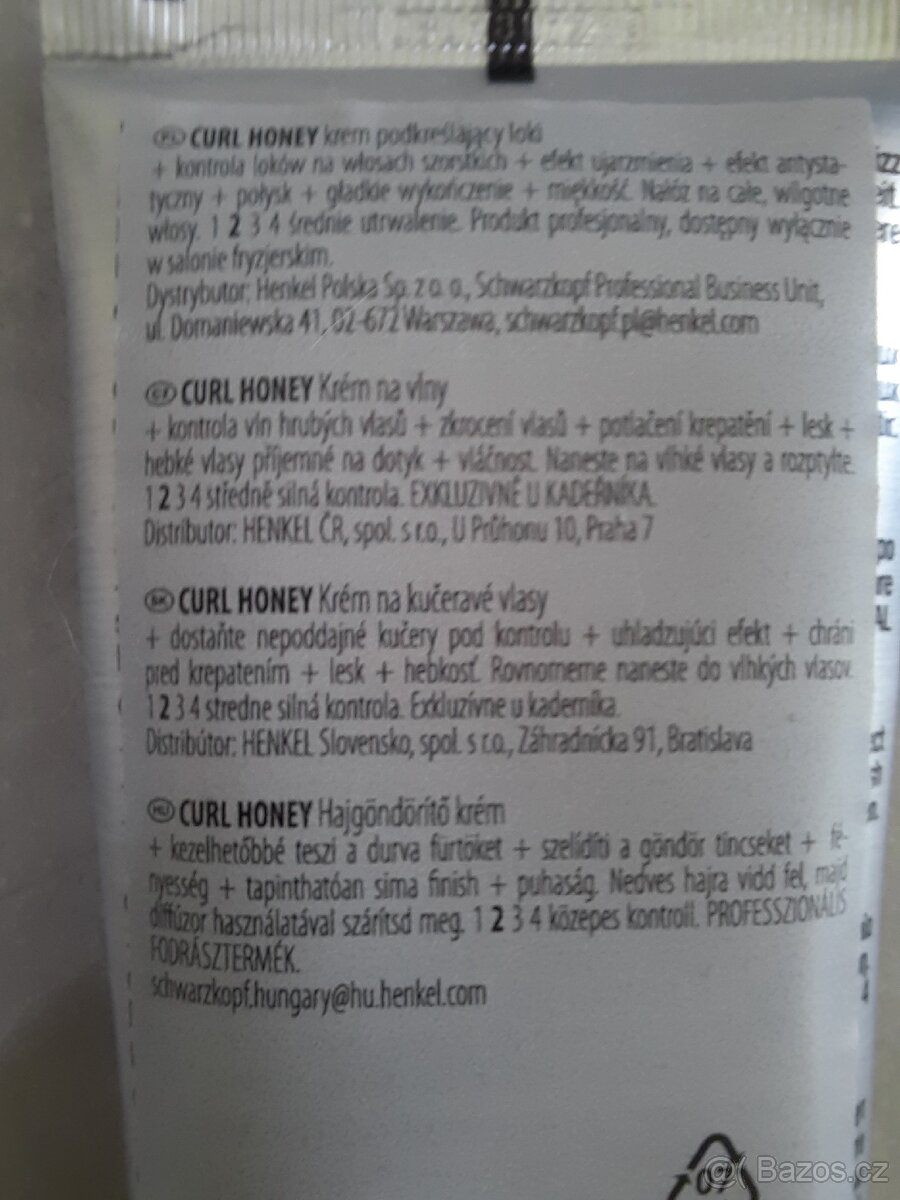 PL CURL HONEY krem podkreślający loki
+ kontrola loków na włosach szorstkich + efekt ujarzmienia + efekt antysta-
tyczny + połysk + gładkie wykończenie + miękkość. Nałóż na całe, wilgotne
włosy. 1 2 3 4 średnie utrwalenie. Produkt profesjonalny, dostępny wyłącznie
w salonie fryzjerskim.
Dystrybutor: Henkel Polska Sp. z o. o., Schwarzkopf Professional Business Unit,
ul. Domaniewska 41, 02-672 Warszawa, schwarzkopf.pl@henkel.com
CZ CURL HONEY Krém na vlny
+ kontrola vln hrubých vlasů + zkrocení vlasů + potlačení krepatění + lesk +
hebké vlasy příjemné na dotyk + vláčnost. Naneste na vlhké vlasy a rozptylte.
1 2 3 4 středně silná kontrola. EXKLUZIVNĚ U KADEŘNÍKA.
Distributor: HENKEL ČR, spol. s r.o., U Průhonu 10, Praha 7
SK CURL HONEY Krém na kučeravé vlasy
+ dostaňte nepoddajné kučery pod kontrolu + uhladzujúci efekt + chráni
pred krepatením + lesk + hebkosť. Rovnomerne naneste do vlhkých vlasov.
1 2 3 4 stredne silná kontrola. Exkluzívne u kaderníka.
Distribútor: HENKEL Slovensko, spol. s r.o., Záhradnícka 91, Bratislava
HU CURL HONEY Hajgöndörítő krém
+ kezelhetőbbé teszi a durva fürtöket + szelídíti a göndör tincseket + fé-
nyesség + tapinthatóan sima finish + puhaság. Nedves hajra vidd fel, majd
diffúzor használatával szárítsd meg. 1 2 3 4 közepes kontroll. PROFESSZIONÁLIS
FODRÁSZTERMÉK.
schwarzkopf.hungary@hu.henkel.com
07
@ Bazos.cz